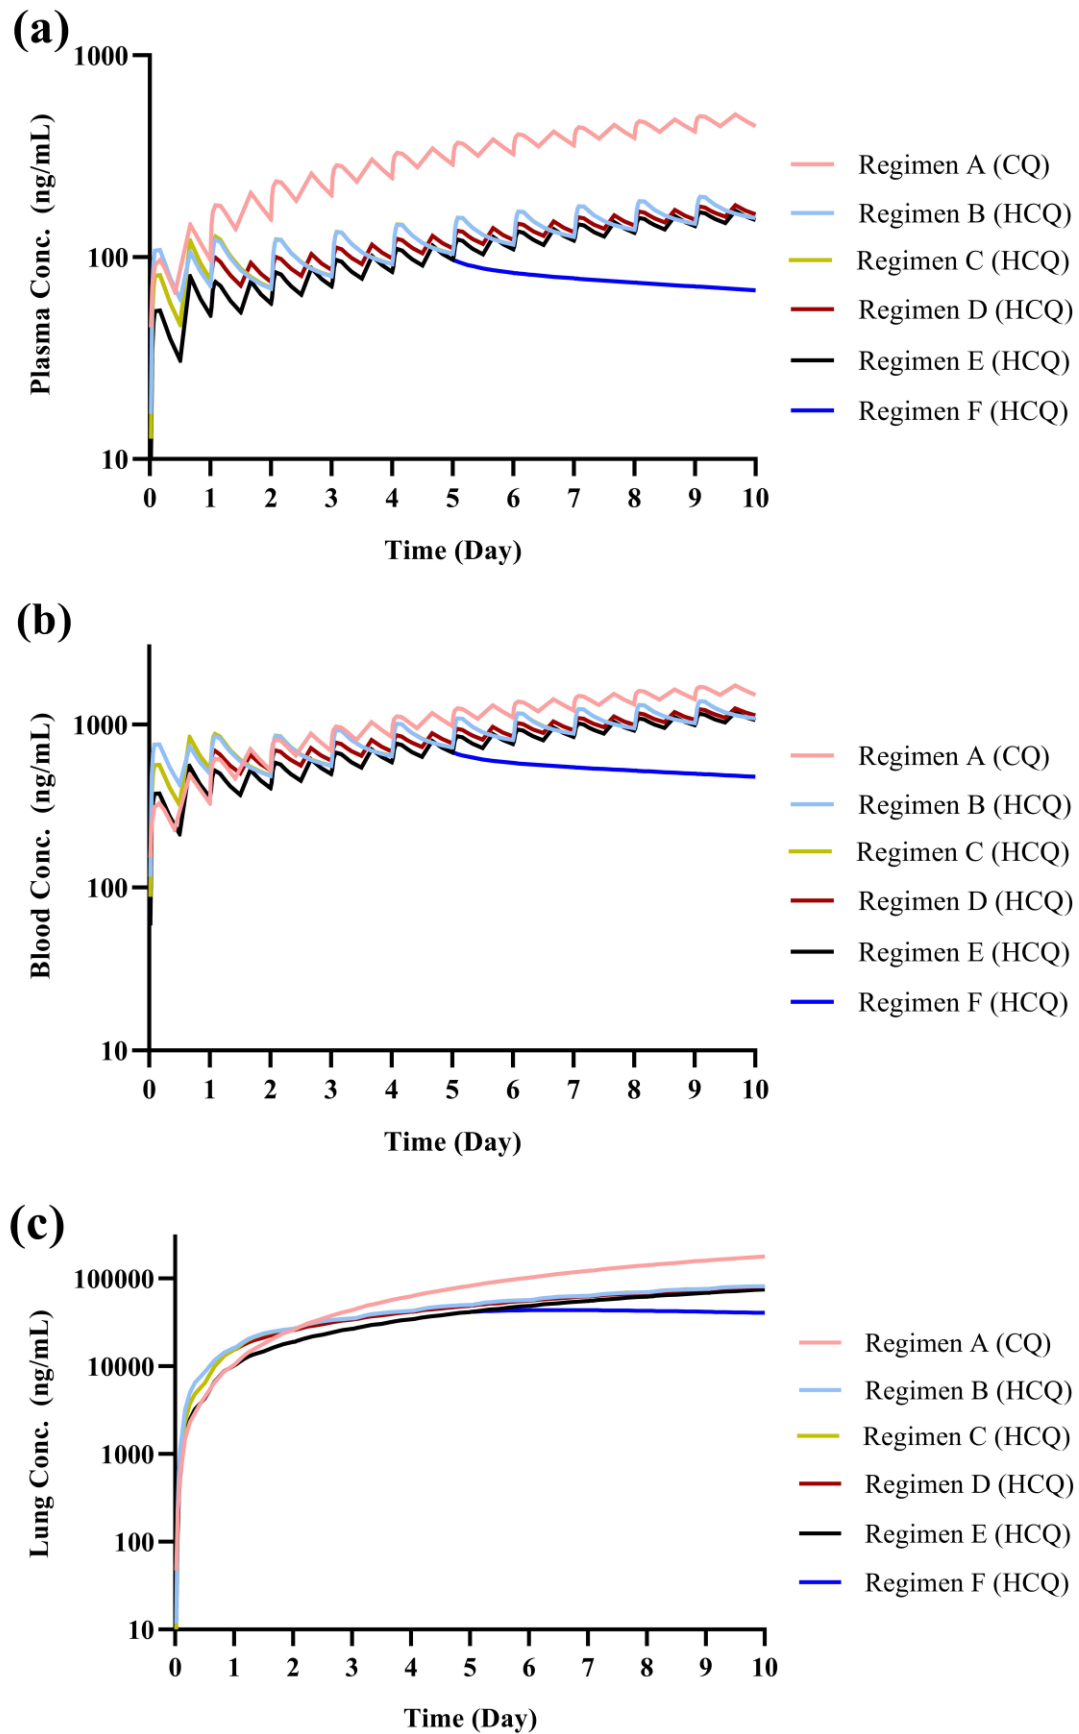 (a)
Plasma Conc. (ng/mL)
1000
100
10
0 1 2 3 4 5 6 7 8 9 10
Time (Day)
Regimen A (CQ)
Regimen B (HCQ)
Regimen C (HCQ)
Regimen D (HCQ)
Regimen E (HCQ)
Regimen F (HCQ)
(b)
Blood Conc. (ng/mL)
1000
100
10
0 1 2 3 4 5 6 7 8 9 10
Time (Day)
Regimen A (CQ)
Regimen B (HCQ)
Regimen C (HCQ)
Regimen D (HCQ)
Regimen E (HCQ)
Regimen F (HCQ)
(c)
Lung Conc. (ng/mL)
100000
10000
1000
100
10
0 1 2 3 4 5 6 7 8 9 10
Time (Day)
Regimen A (CQ)
Regimen B (HCQ)
Regimen C (HCQ)
Regimen D (HCQ)
Regimen E (HCQ)
Regimen F (HCQ)